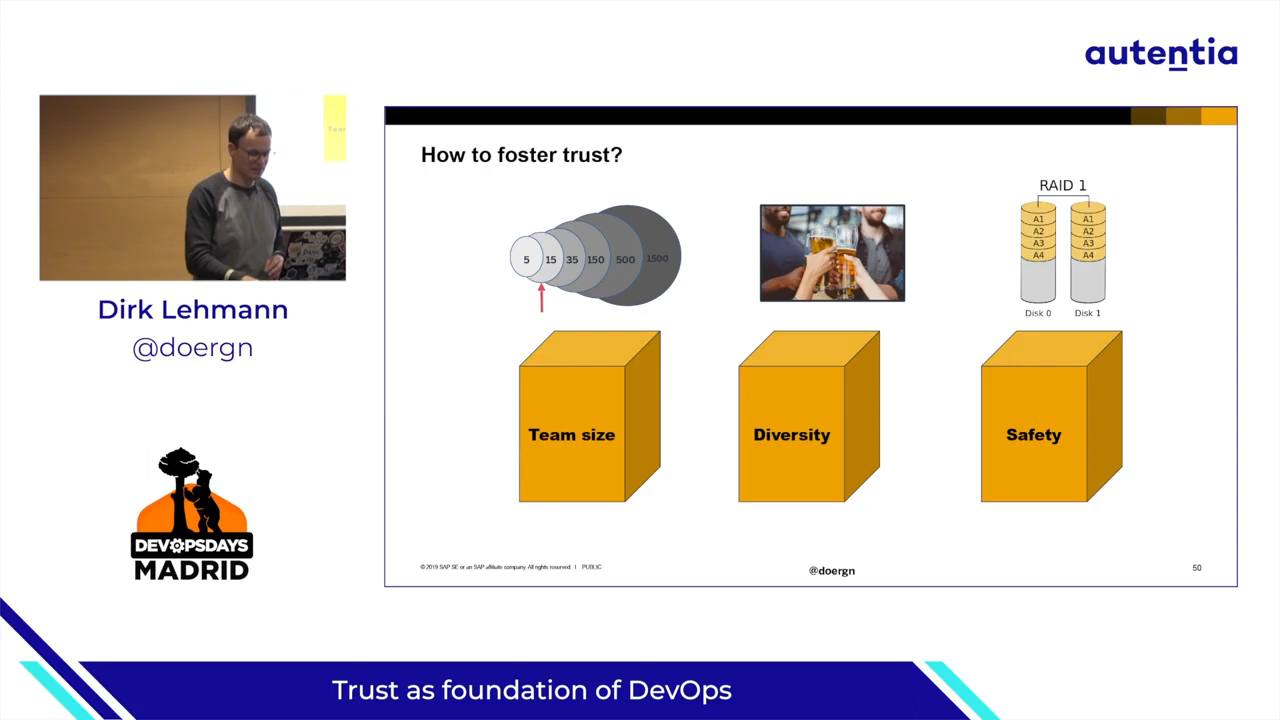 autentia
Tear
Dirk Lehmann
@doergn
DEVOPSDAYS
MADRID
How to foster trust?
5 15 35 150 500 1500
RAID 1
A1 A1
A2 A2
A3 A3
A4 A4
Disk 0 Disk 1
Team size
Diversity
Safety
© 2019 SAP SE or an SAP affiliate company. All rights reserved. I PUBLIC
@doergn
50
Trust as foundation of DevOps